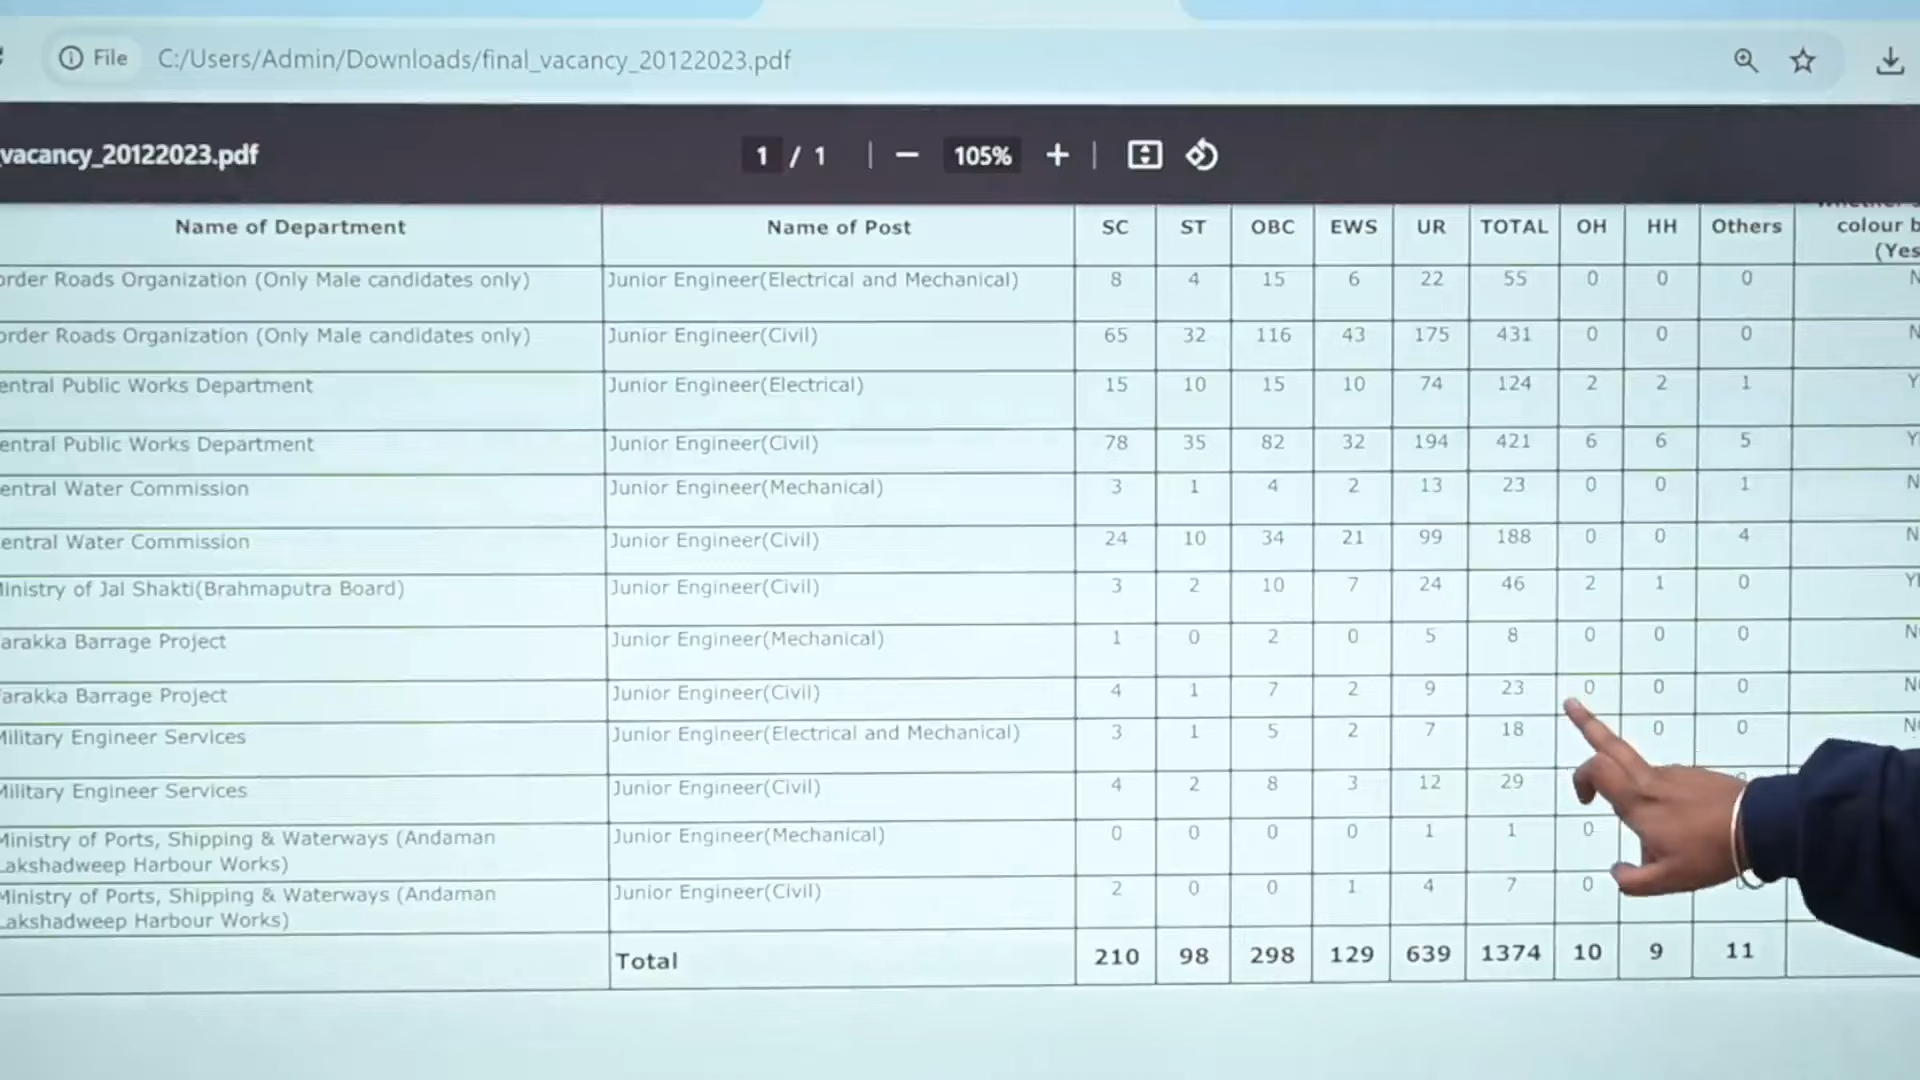 File C:/Users/Admin/Downloads/final_vacancy_20122023.pdf
vacancy_20122023.pdf 1 / 1 105%
Name of Department Name of Post SC ST OBC EWS UR TOTAL OH HH Others colour b
(Yes
order Roads Organization (Only Male candidates only) Junior Engineer(Electrical and Mechanical) 8 4 15 6 22 55 0 0 0 N
order Roads Organization (Only Male candidates only) Junior Engineer(Civil) 65 32 116 43 175 431 0 0 0 N
entral Public Works Department Junior Engineer(Electrical) 15 10 15 10 74 124 2 2 1 Y
entral Public Works Department Junior Engineer(Civil) 78 35 82 32 194 421 6 6 5 Y
entral Water Commission Junior Engineer(Mechanical) 3 1 4 2 13 23 0 0 1 N
entral Water Commission Junior Engineer(Civil) 24 10 34 21 99 188 0 0 4 N
inistry of Jal Shakti(Brahmaputra Board) Junior Engineer(Civil) 3 2 10 7 24 46 2 1 0 Y
arakka Barrage Project Junior Engineer(Mechanical) 1 0 2 0 5 8 0 0 0 N
arakka Barrage Project Junior Engineer(Civil) 4 1 7 2 9 23 0 0 0 N
Military Engineer Services Junior Engineer(Electrical and Mechanical) 3 1 5 2 7 18 0 0 N
Military Engineer Services Junior Engineer(Civil) 4 2 8 3 12 29
Ministry of Ports, Shipping & Waterways (Andaman Junior Engineer(Mechanical) 0 0 0 0 1 1 0
Lakshadweep Harbour Works)
Ministry of Ports, Shipping & Waterways (Andaman Junior Engineer(Civil) 2 0 0 1 4 7 0
Lakshadweep Harbour Works)
Total 210 98 298 129 639 1374 10 9 11